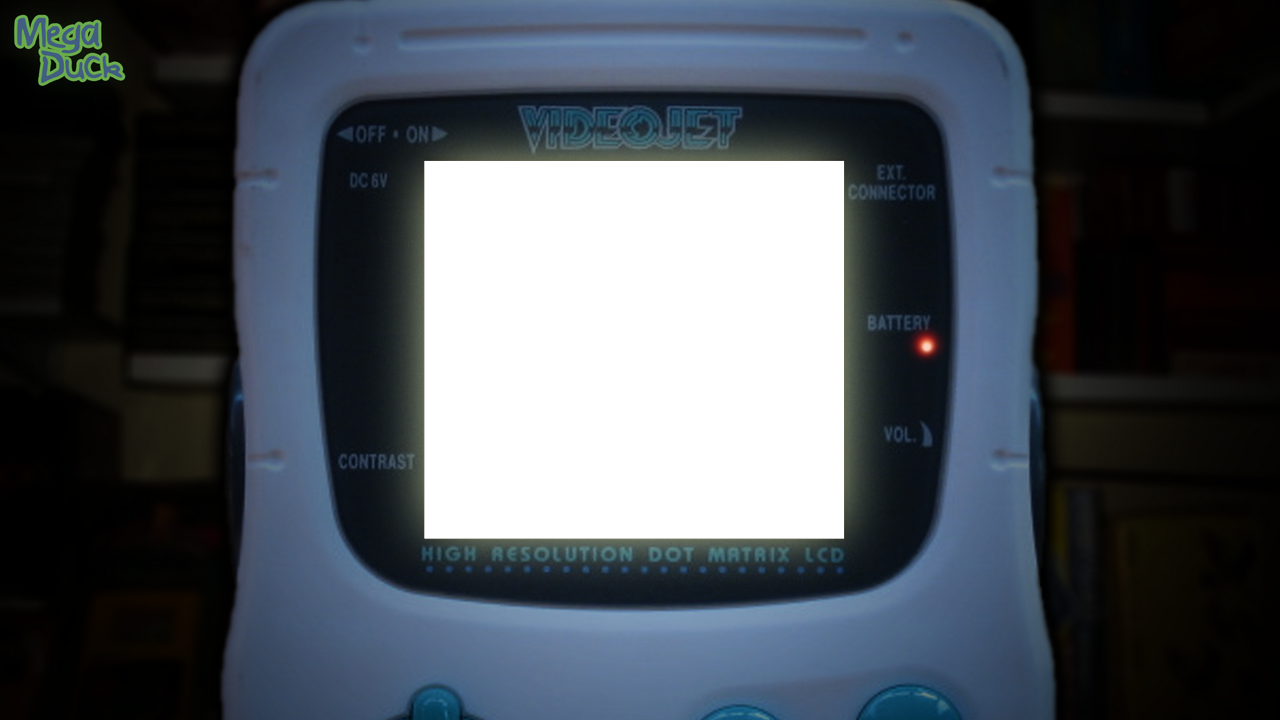 Mega
Duck
VIDEOJET
◀OFF • ON▶
DC 6V
EXT.
CONNECTOR
BATTERY
VOL.
CONTRAST
HIGH RESOLUTION DOT MATRIX LCD